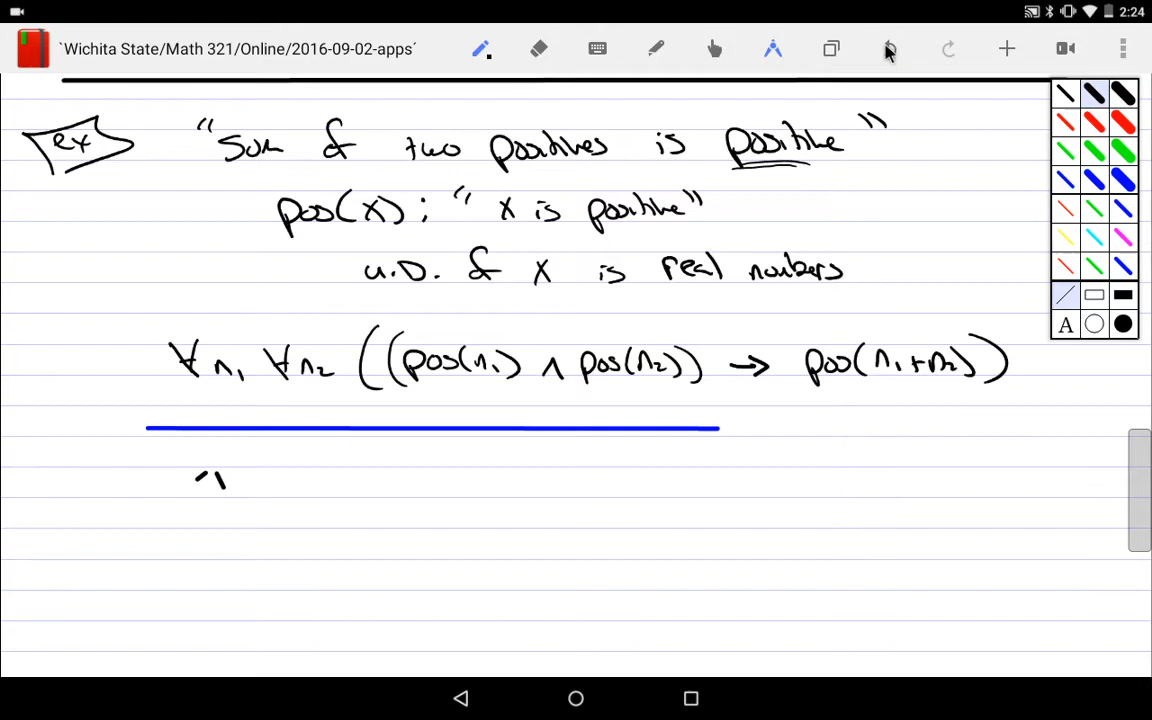 2:24
`Wichita State/Math 321/Online/2016-09-02-apps´
ex "Sum of two positives is positive"
pos(x): "x is positive"
u.D. of x is real numbers
∀n₁ ∀n₂ ((pos(n₁) ∧ pos(n₂)) → pos(n₁+n₂))
A